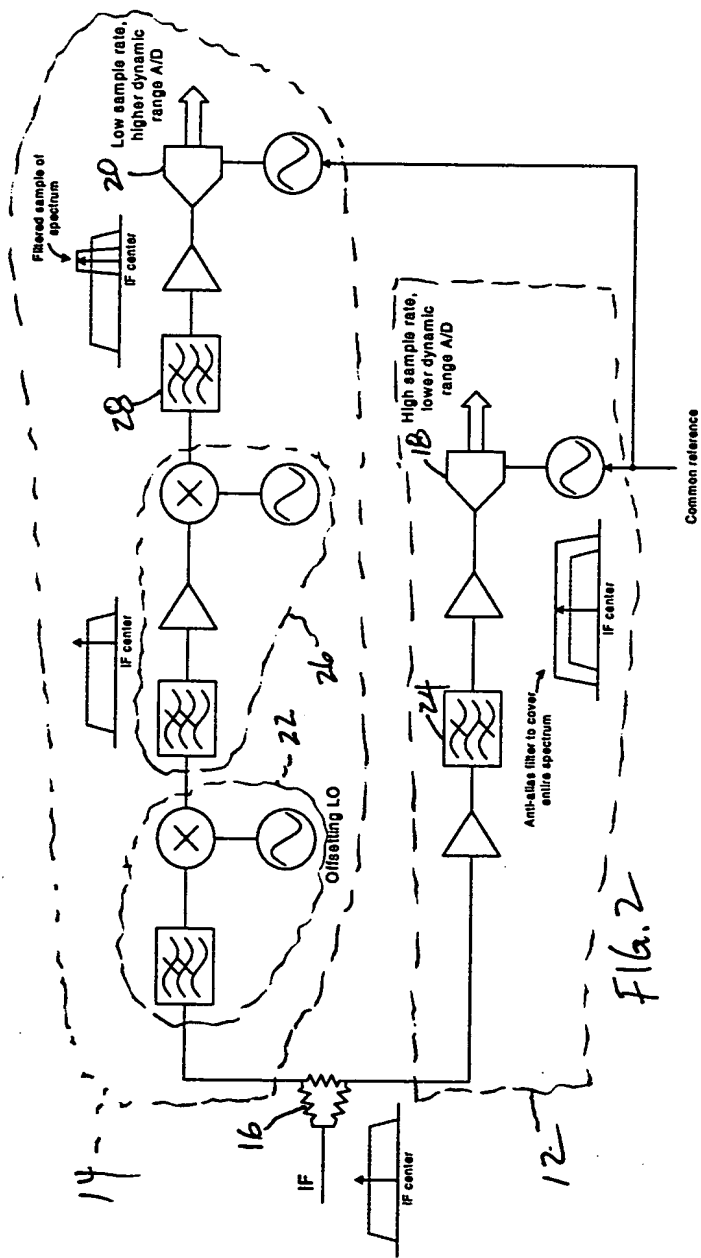 14
Filtered sample of
spectrum
IF center
20
Low sample rate,
higher dynamic
range A/D
28
IF center
26
22
Offsetting LO
16
IF
IF center
24
18
High sample rate,
lower dynamic
range A/D
Anti-alias filter to cover
entire spectrum
IF center
Common reference
12
FIG. 2